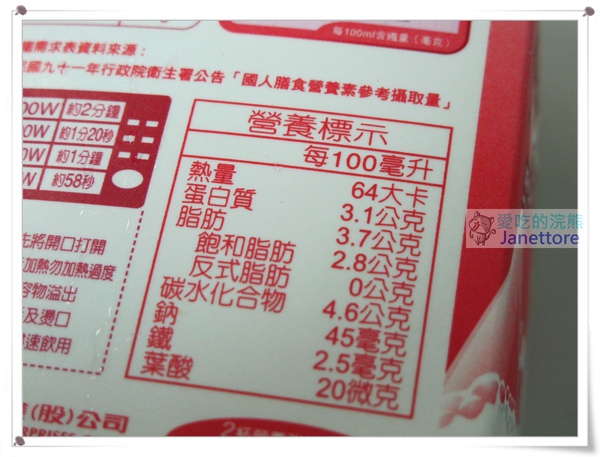 每100ml含鐵量（毫克）
需求表資料來源：
國九十一年行政院衛生署公告「國人膳食營養素參考攝取量」
00W 約2分鐘
00W 約1分20秒
0W 約1分鐘
W 約58秒
先將開口打開
加熱勿加熱過度
容物溢出
及燙口
速飲用
營養標示
每100毫升
熱量 64大卡
蛋白質 3.1公克
脂肪 3.7公克
飽和脂肪 2.8公克
反式脂肪 0公克
碳水化合物 4.6公克
鈉 45毫克
鐵 2.5毫克
葉酸 20微克
(股)公司
愛吃的浣熊
Janettore